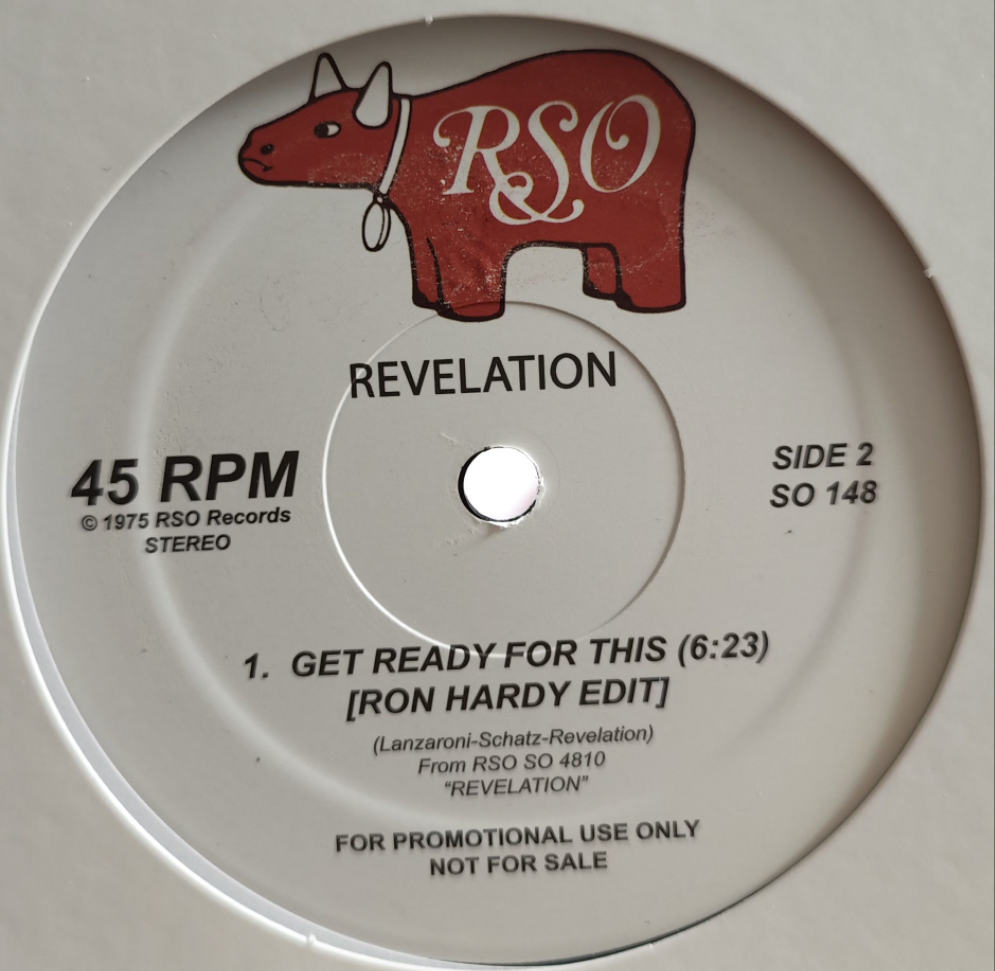 RSO
REVELATION
45 RPM
© 1975 RSO Records
STEREO
SIDE 2
SO 148
1. GET READY FOR THIS (6:23)
[RON HARDY EDIT]
(Lanzaroni-Schatz-Revelation)
From RSO SO 4810
"REVELATION"
FOR PROMOTIONAL USE ONLY
NOT FOR SALE